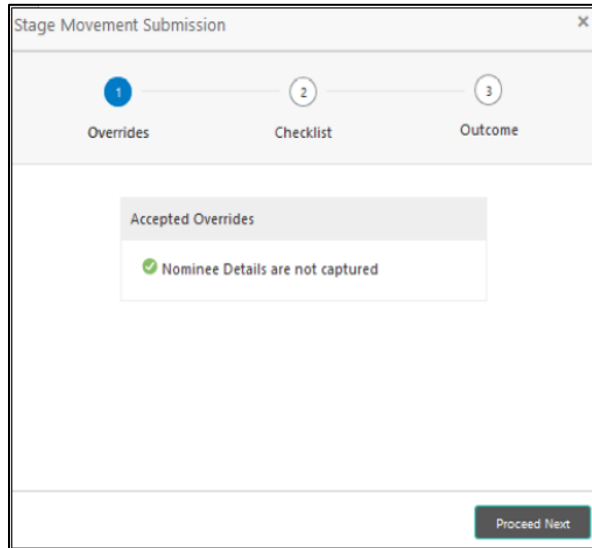 Stage Movement Submission
×
1
2
3
Overrides
Checklist
Outcome
Accepted Overrides
Nominee Details are not captured
Proceed Next